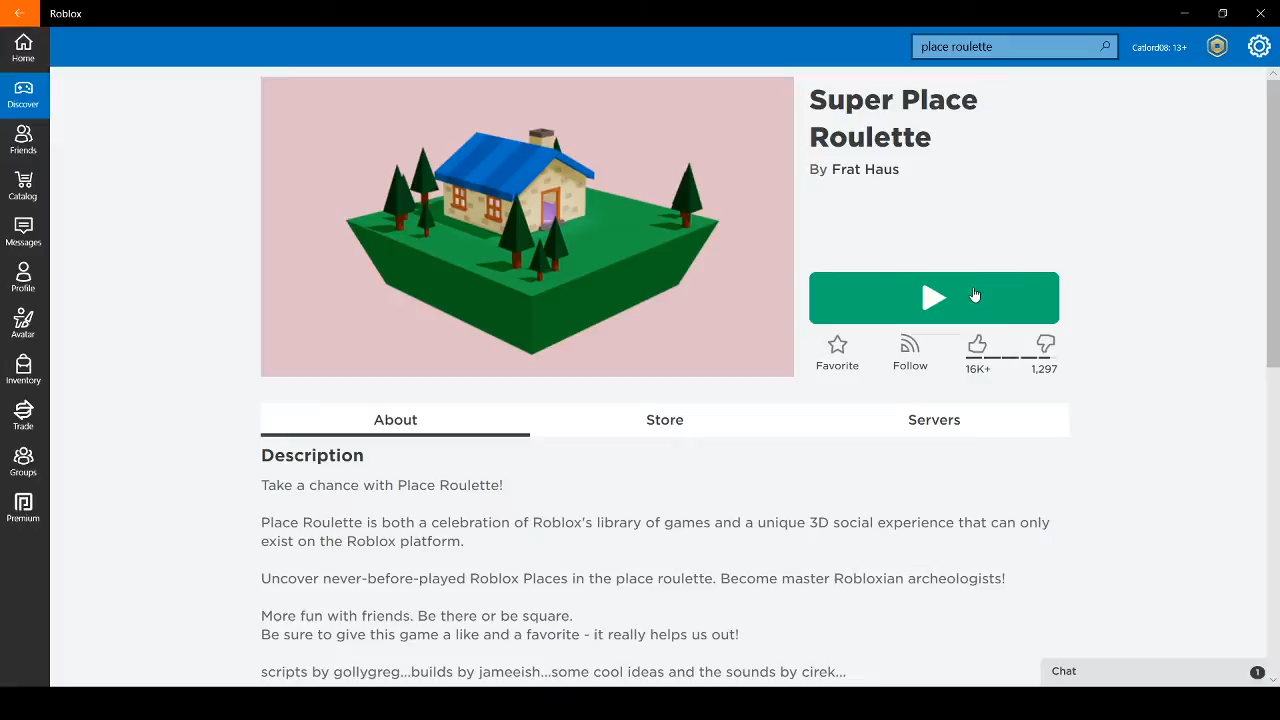 Roblox
Home
Discover
Friends
Catalog
Messages
Profile
Avatar
Inventory
Trade
Groups
Premium
place roulette
Catlord08: 13+
Super Place
Roulette
By Frat Haus
Favorite
Follow
16K+
1,297
About
Store
Servers
Description
Take a chance with Place Roulette!
Place Roulette is both a celebration of Roblox's library of games and a unique 3D social experience that can only
exist on the Roblox platform.
Uncover never-before-played Roblox Places in the place roulette. Become master Robloxian archeologists!
More fun with friends. Be there or be square.
Be sure to give this game a like and a favorite - it really helps us out!
scripts by gollygreg...builds by jameeish...some cool ideas and the sounds by cirek...
Chat
1